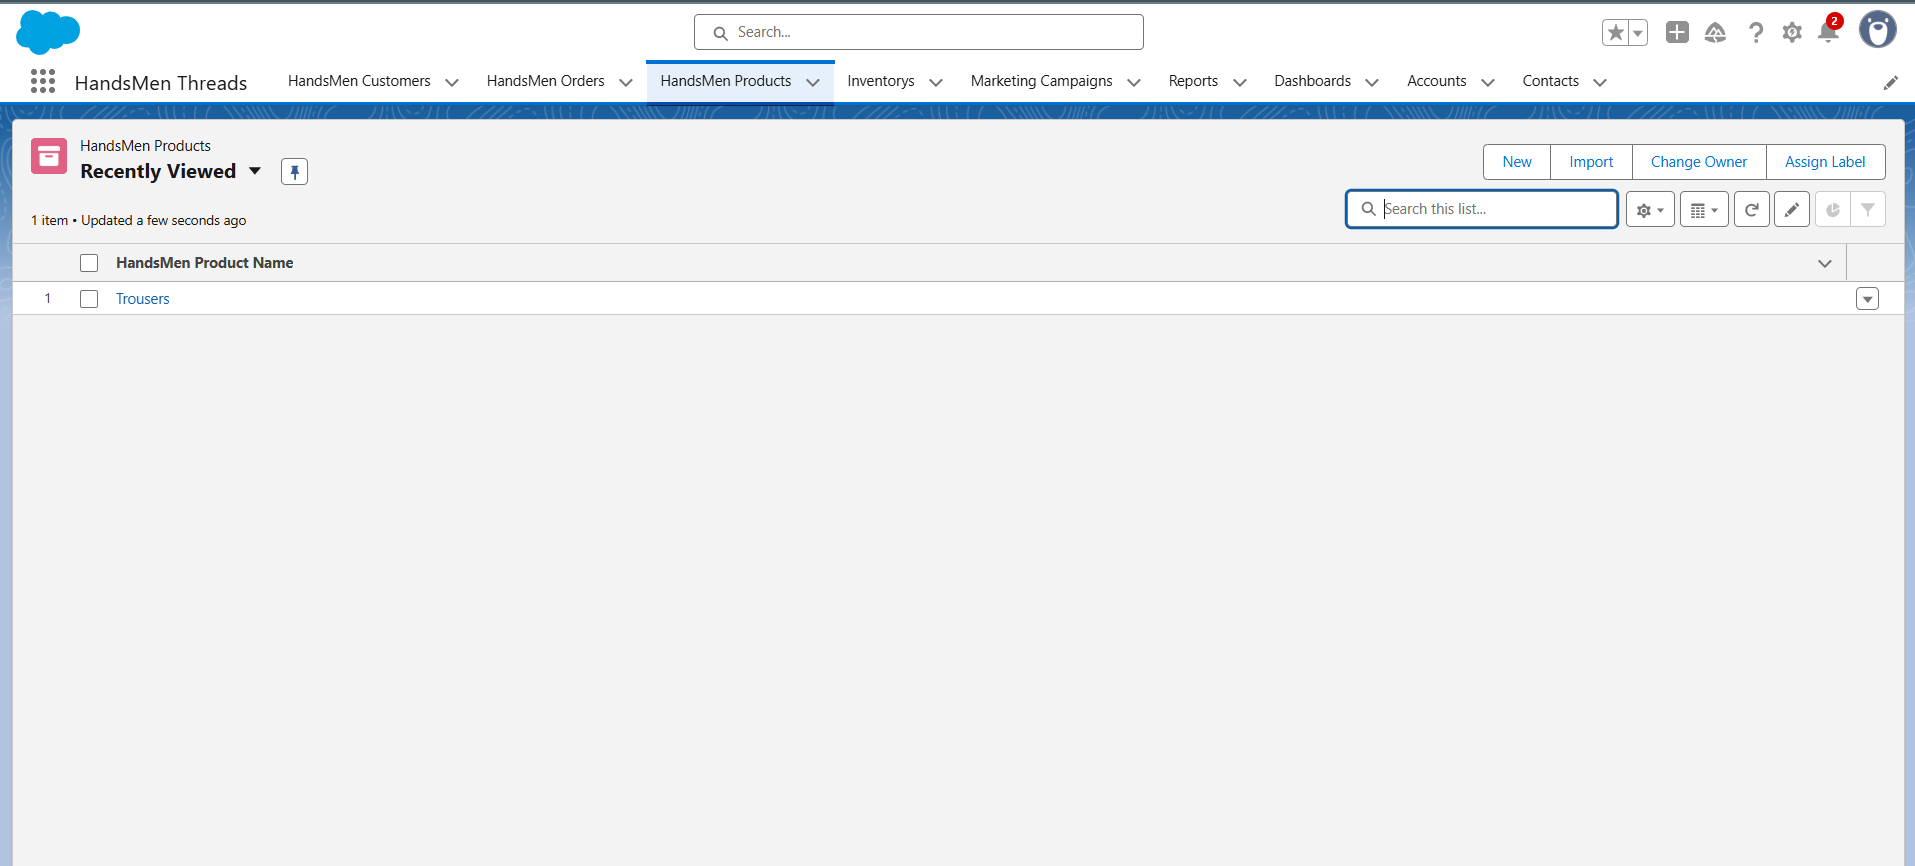 Search...
2
HandsMen Threads
HandsMen Customers
HandsMen Orders
HandsMen Products
Inventorys
Marketing Campaigns
Reports
Dashboards
Accounts
Contacts
HandsMen Products
Recently Viewed
New
Import
Change Owner
Assign Label
1 item • Updated a few seconds ago
Search this list...
HandsMen Product Name
1
Trousers